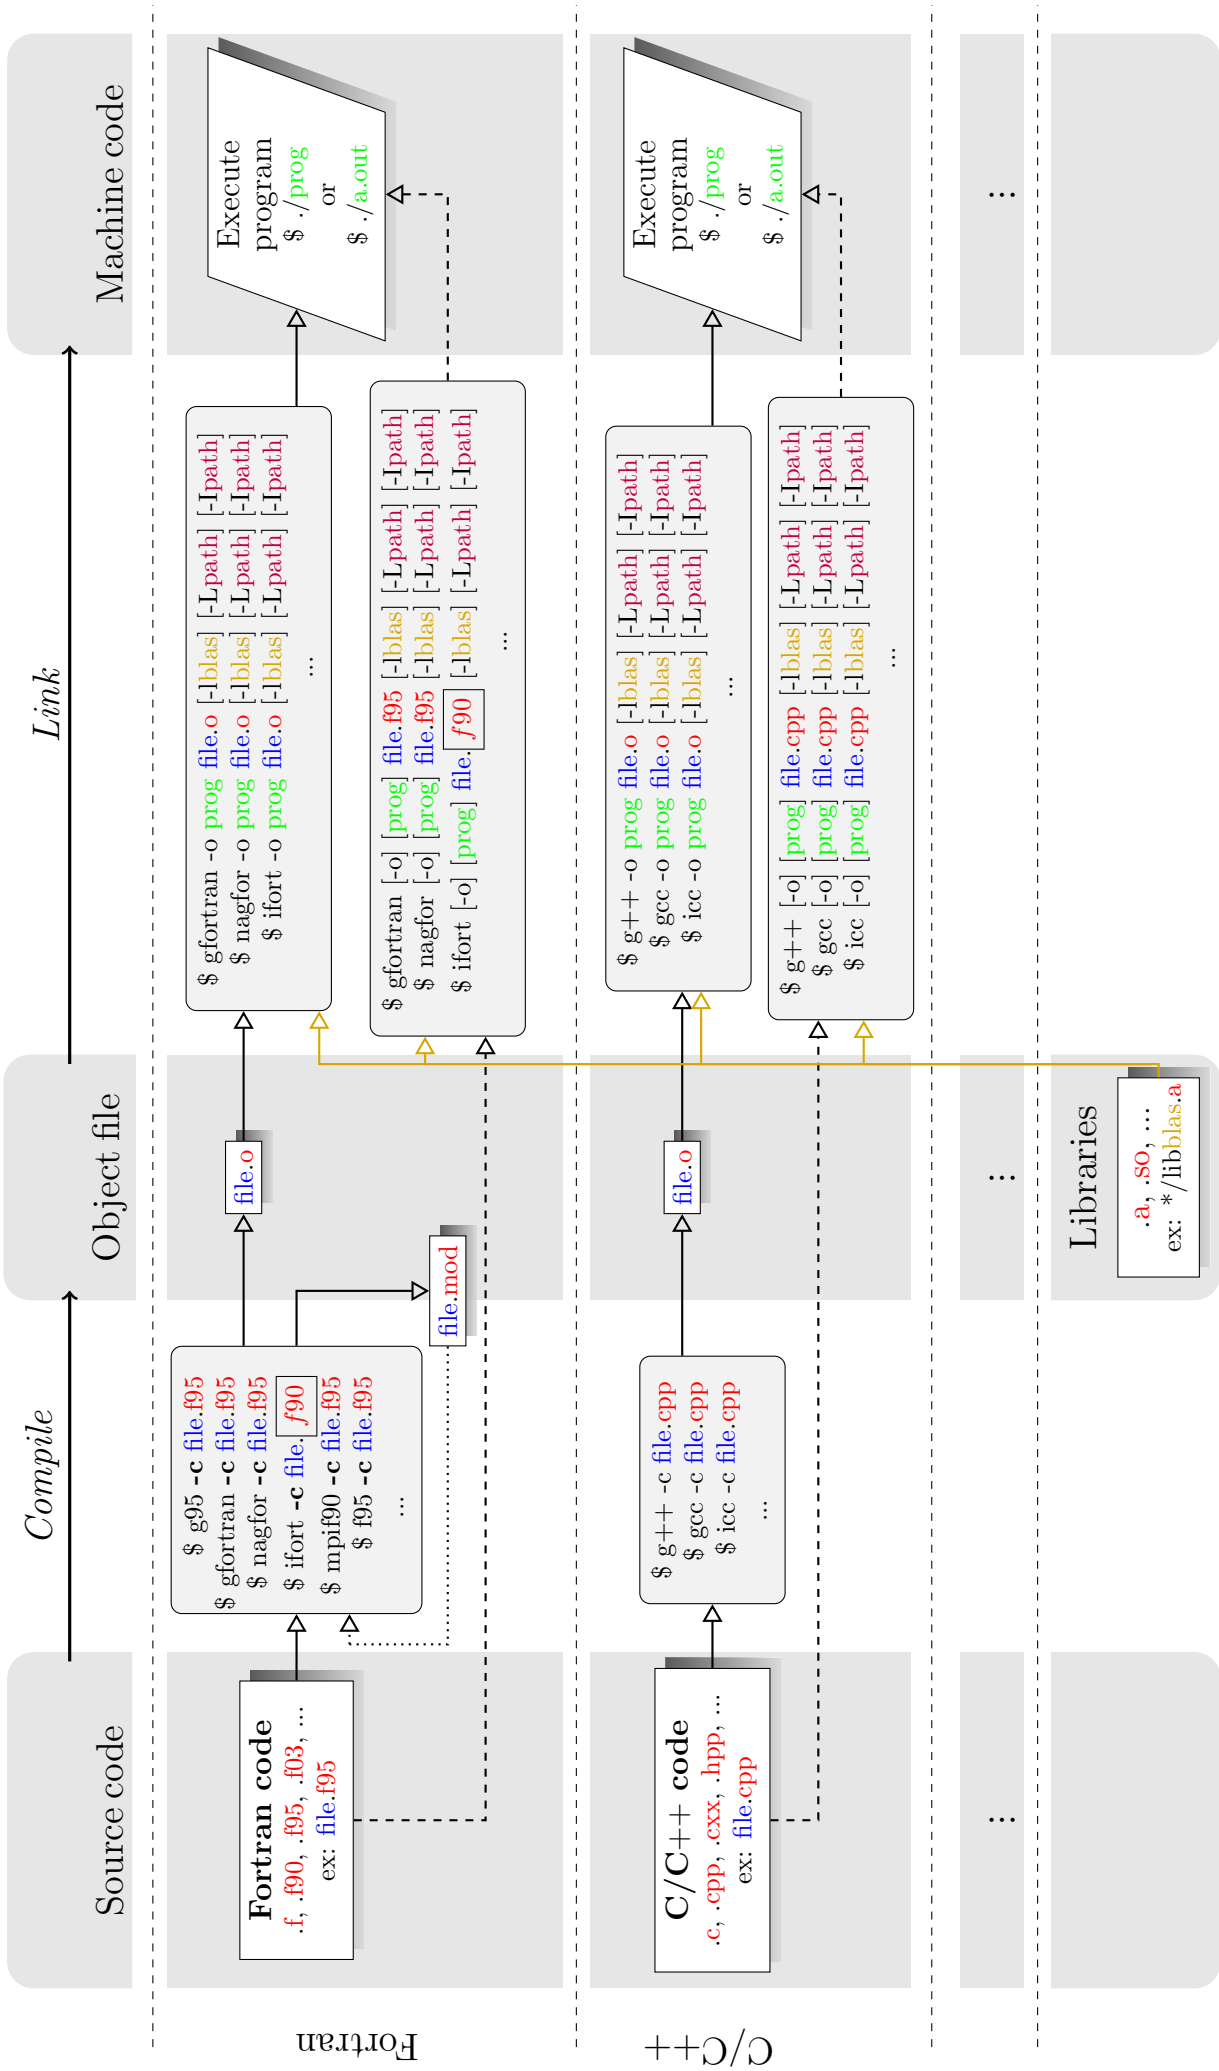 Compile
Link
Source code
Object file
Machine code
Fortran
Fortran code
.f, .f90, .f95, .f03, ...
ex: file.f95
$ g95 -c file.f95
$ gfortran -c file.f95
$ nagfor -c file.f95
$ ifort -c file.f90
$ mpif90 -c file.f95
$ f95 -c file.f95
...
file.o
file.mod
$ gfortran -o prog file.o [-lblas] [-Lpath] [-Ipath]
$ nagfor -o prog file.o [-lblas] [-Lpath] [-Ipath]
$ ifort -o prog file.o [-lblas] [-Lpath] [-Ipath]
...
$ gfortran [-o] [prog] file.f95 [-lblas] [-Lpath] [-Ipath]
$ nagfor [-o] [prog] file.f95 [-lblas] [-Lpath] [-Ipath]
$ ifort [-o] [prog] file.f90 [-lblas] [-Lpath] [-Ipath]
...
Execute
program
$ ./prog
or
$ ./a.out
C/C++
C/C++ code
.c, .cpp, .cxx, .hpp, ...
ex: file.cpp
$ g++ -c file.cpp
$ gcc -c file.cpp
$ icc -c file.cpp
...
file.o
$ g++ -o prog file.o [-lblas] [-Lpath] [-Ipath]
$ gcc -o prog file.o [-lblas] [-Lpath] [-Ipath]
$ icc -o prog file.o [-lblas] [-Lpath] [-Ipath]
...
$ g++ [-o] [prog] file.cpp [-lblas] [-Lpath] [-Ipath]
$ gcc [-o] [prog] file.cpp [-lblas] [-Lpath] [-Ipath]
$ icc [-o] [prog] file.cpp [-lblas] [-Lpath] [-Ipath]
...
Execute
program
$ ./prog
or
$ ./a.out
...
...
...
Libraries
.a, .so, ...
ex: */libblas.a